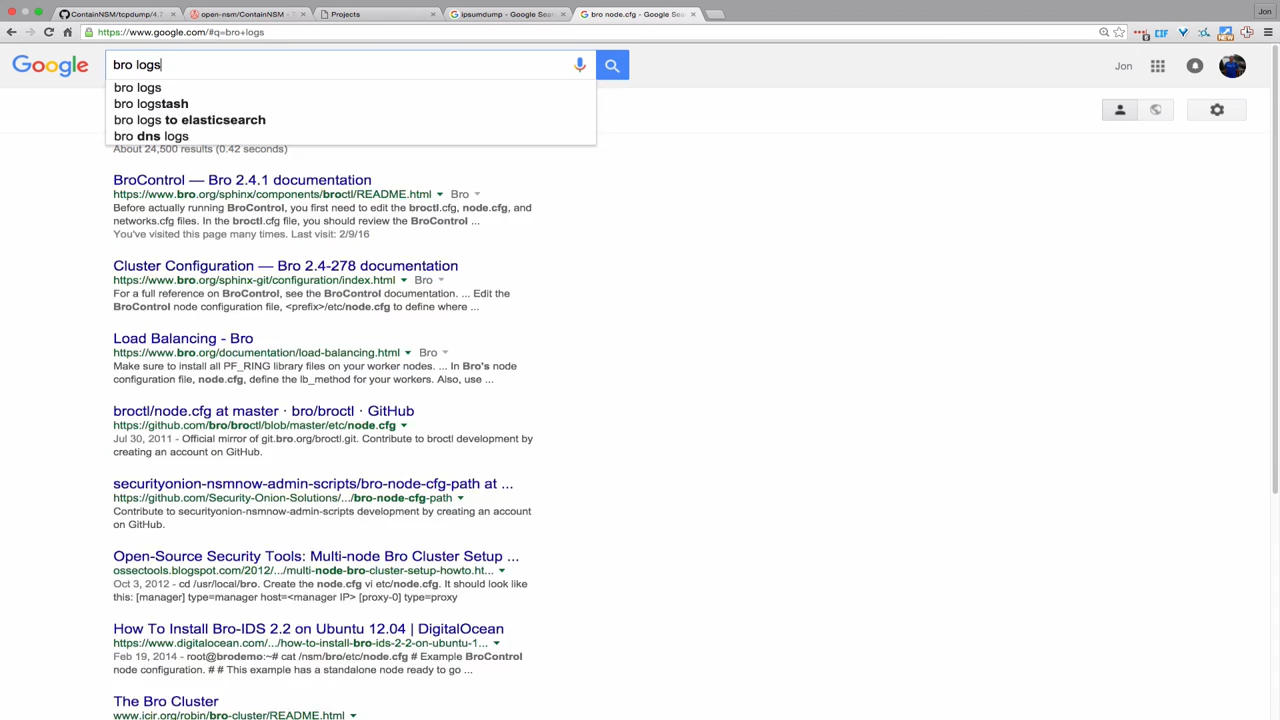 ContainNSM/tcpdump/4.7
open-nsm/ContainNSM - T
Projects
ipsumdump - Google Sea
bro node.cfg - Google Sea
Jon
https://www.google.com/#q=bro+logs
CIF
NEW
Google
bro logs
Jon
bro logs
bro logstash
bro logs to elasticsearch
bro dns logs
About 24,500 results (0.42 seconds)
BroControl — Bro 2.4.1 documentation
https://www.bro.org/sphinx/components/broctl/README.html Bro
Before actually running BroControl, you first need to edit the broctl.cfg, node.cfg, and
networks.cfg files. In the broctl.cfg file, you should review the BroControl ...
You've visited this page many times. Last visit: 2/9/16
Cluster Configuration — Bro 2.4-278 documentation
https://www.bro.org/sphinx-git/configuration/index.html Bro
For a full reference on BroControl, see the BroControl documentation. ... Edit the
BroControl node configuration file, <prefix>/etc/node.cfg to define where ...
Load Balancing - Bro
https://www.bro.org/documentation/load-balancing.html Bro
Make sure to install all PF_RING library files on your worker nodes. ... In Bro's node
configuration file, node.cfg, define the lb_method for your workers. Also, use ...
broctl/node.cfg at master · bro/broctl · GitHub
https://github.com/bro/broctl/blob/master/etc/node.cfg
Jul 30, 2011 - Official mirror of git.bro.org/broctl.git. Contribute to broctl development by
creating an account on GitHub.
securityonion-nsmnow-admin-scripts/bro-node-cfg-path at ...
https://github.com/Security-Onion-Solutions/.../bro-node-cfg-path
Contribute to securityonion-nsmnow-admin-scripts development by creating an account
on GitHub.
Open-Source Security Tools: Multi-node Bro Cluster Setup ...
ossectools.blogspot.com/2012/.../multi-node-bro-cluster-setup-howto.ht...
Oct 3, 2012 - cd /usr/local/bro. Create the node.cfg vi etc/node.cfg. It should look like
this: [manager] type=manager host=<manager IP> [proxy-0] type=proxy
How To Install Bro-IDS 2.2 on Ubuntu 12.04 | DigitalOcean
https://www.digitalocean.com/.../how-to-install-bro-ids-2-2-on-ubuntu-1...
Feb 19, 2014 - root@brodemo:~# cat /nsm/bro/etc/node.cfg # Example BroControl
node configuration. # # This example has a standalone node ready to go ...
The Bro Cluster
www.icir.org/robin/bro-cluster/README.html